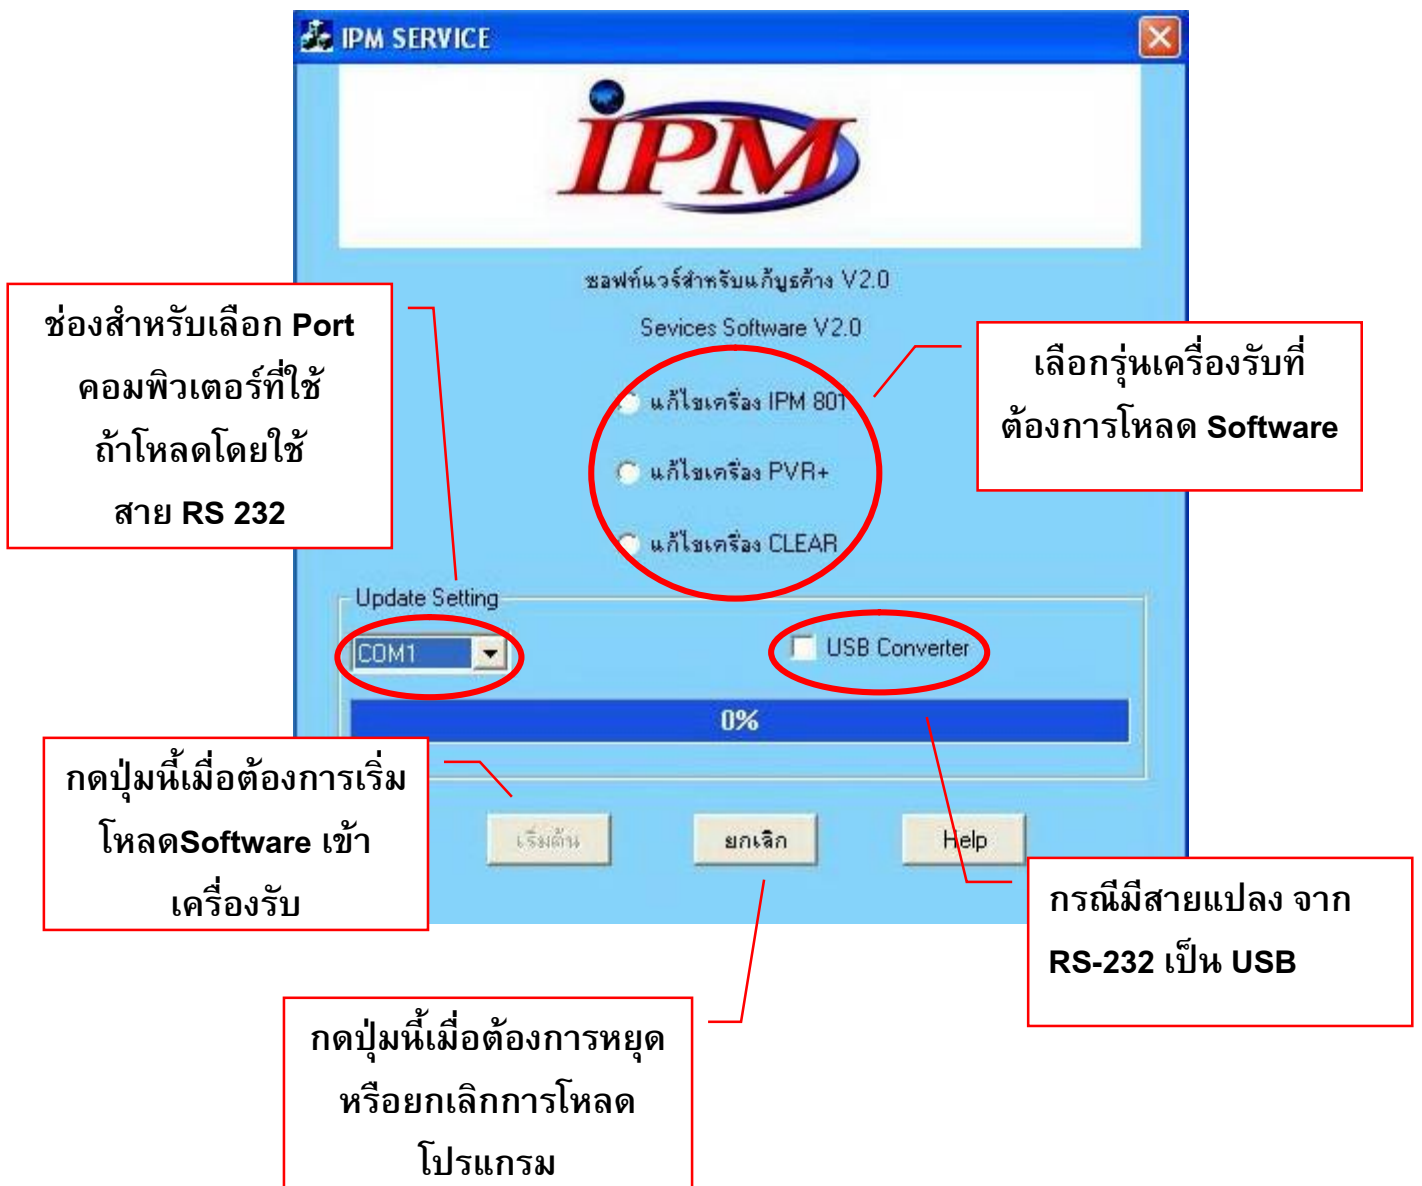 IPM SERVICE
iPM
ซอฟท์แวร์สำหรับแก้บูธค้าง V2.0
Sevices Software V2.0
ช่องสำหรับเลือก Port
คอมพิวเตอร์ที่ใช้
ถ้าโหลดโดยใช้
สาย RS 232
เลือกรุ่นเครื่องรับที่
ต้องการโหลด Software
แก้ไขเครื่อง IPM 801
แก้ไขเครื่อง PVR+
แก้ไขเครื่อง CLEAR
Update Setting
COM1
USB Converter
0%
กดปุ่มนี้เมื่อต้องการเริ่ม
โหลดSoftware เข้า
เครื่องรับ
เริ่มต้น
ยกเลิก
Help
กรณีมีสายแปลง จาก
RS-232 เป็น USB
กดปุ่มนี้เมื่อต้องการหยุด
หรือยกเลิกการโหลด
โปรแกรม